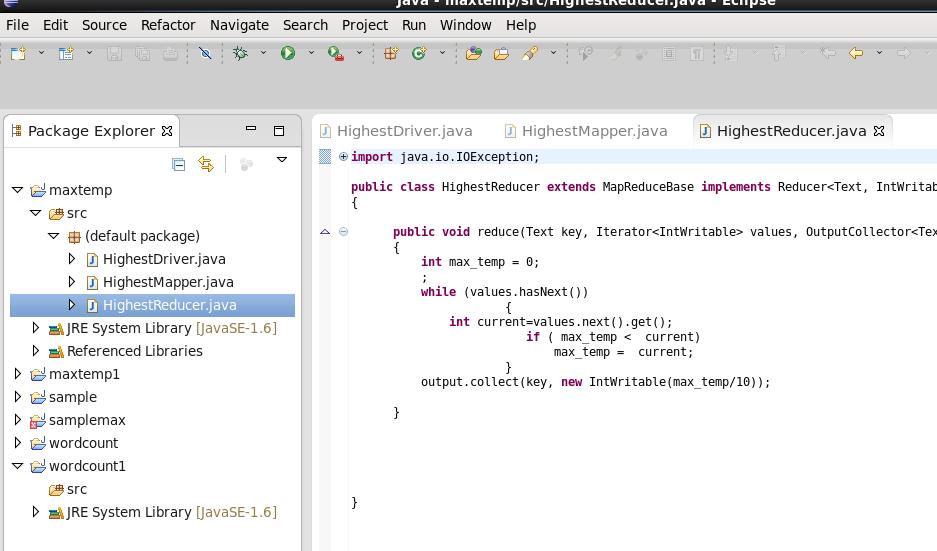 java - maxtemp/src/HighestReducer.java - Eclipse
File Edit Source Refactor Navigate Search Project Run Window Help
Package Explorer
HighestDriver.java HighestMapper.java HighestReducer.java
maxtemp
src
(default package)
HighestDriver.java
HighestMapper.java
HighestReducer.java
JRE System Library [JavaSE-1.6]
Referenced Libraries
maxtemp1
sample
samplemax
wordcount
wordcount1
src
JRE System Library [JavaSE-1.6]
import java.io.IOException;
public class HighestReducer extends MapReduceBase implements Reducer<Text, IntWritab
{
public void reduce(Text key, Iterator<IntWritable> values, OutputCollector<Tex
{
int max_temp = 0;
;
while (values.hasNext())
{
int current=values.next().get();
if ( max_temp < current)
max_temp = current;
}
output.collect(key, new IntWritable(max_temp/10));
}
}